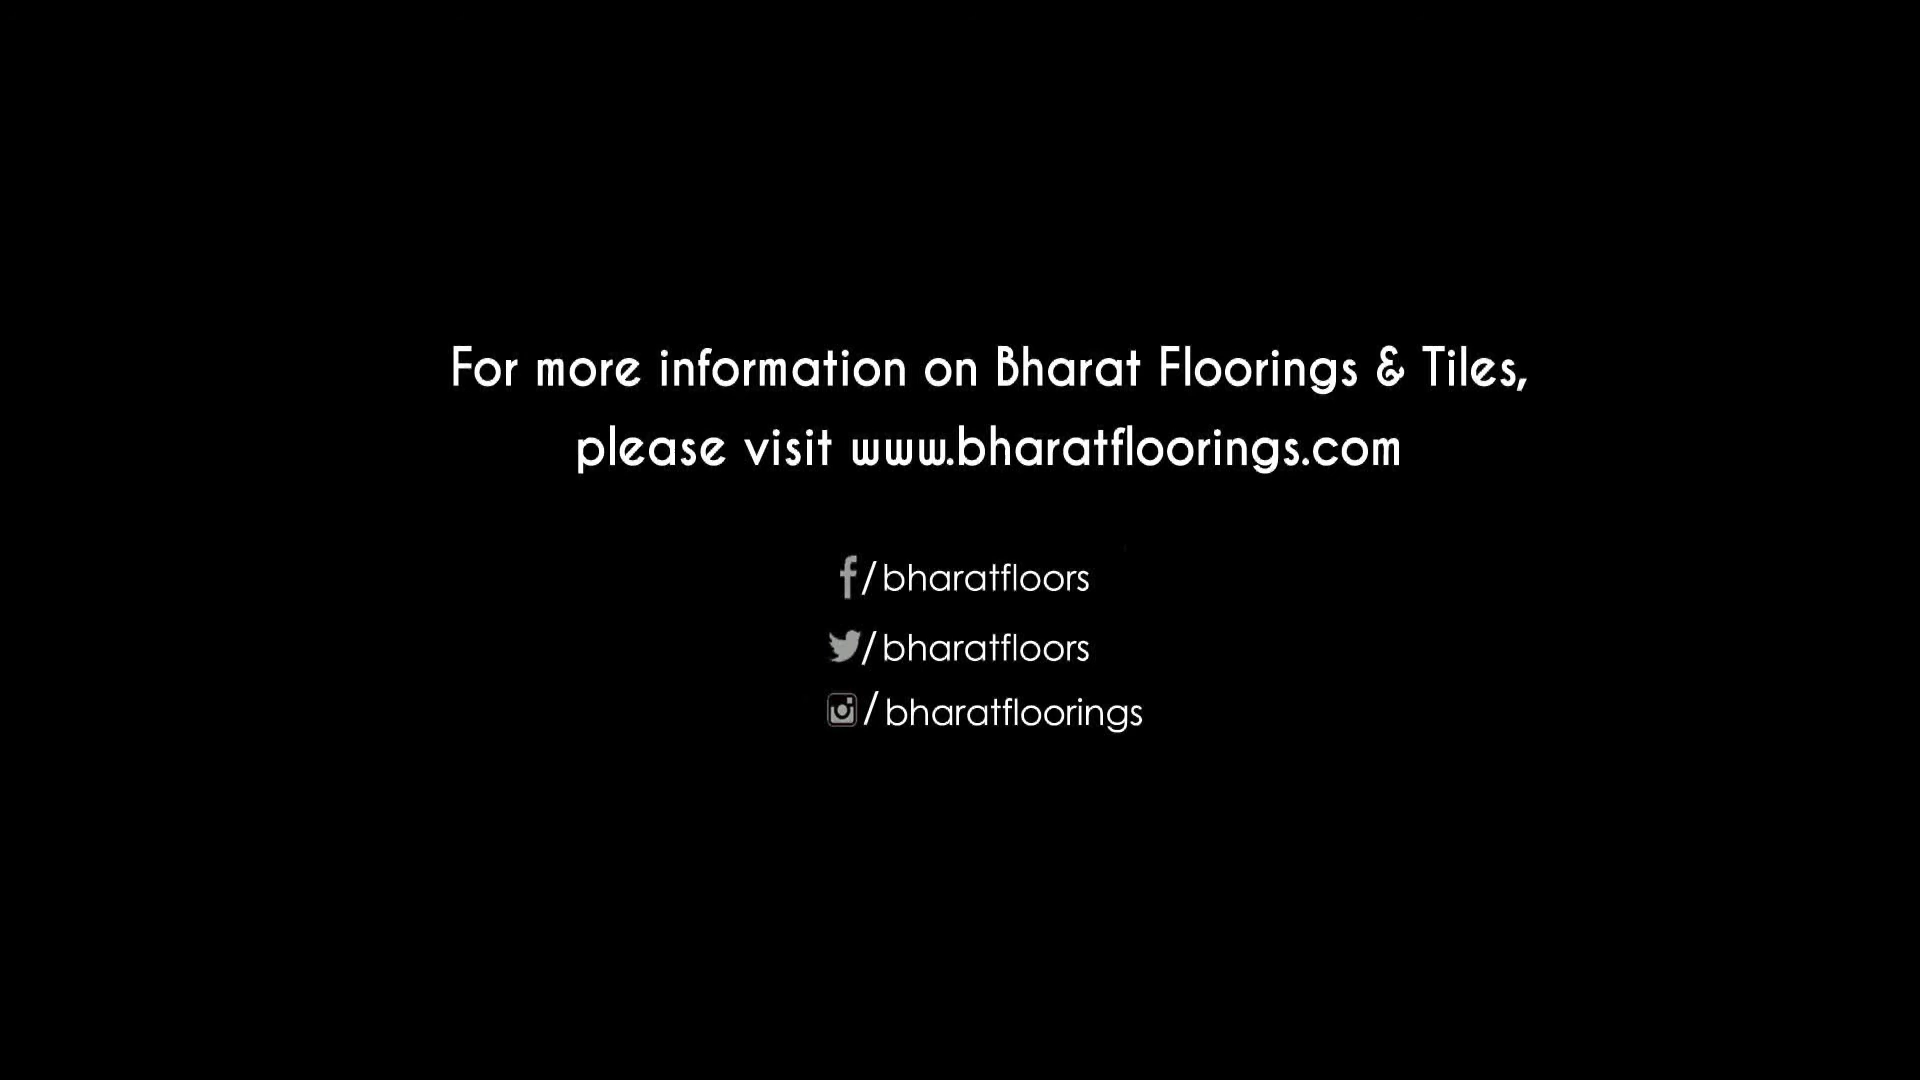 For more information on Bharat Floorings & Tiles,
please visit www.bharatfloorings.com
f/bharatfloors
/bharatfloors
/bharatfloorings